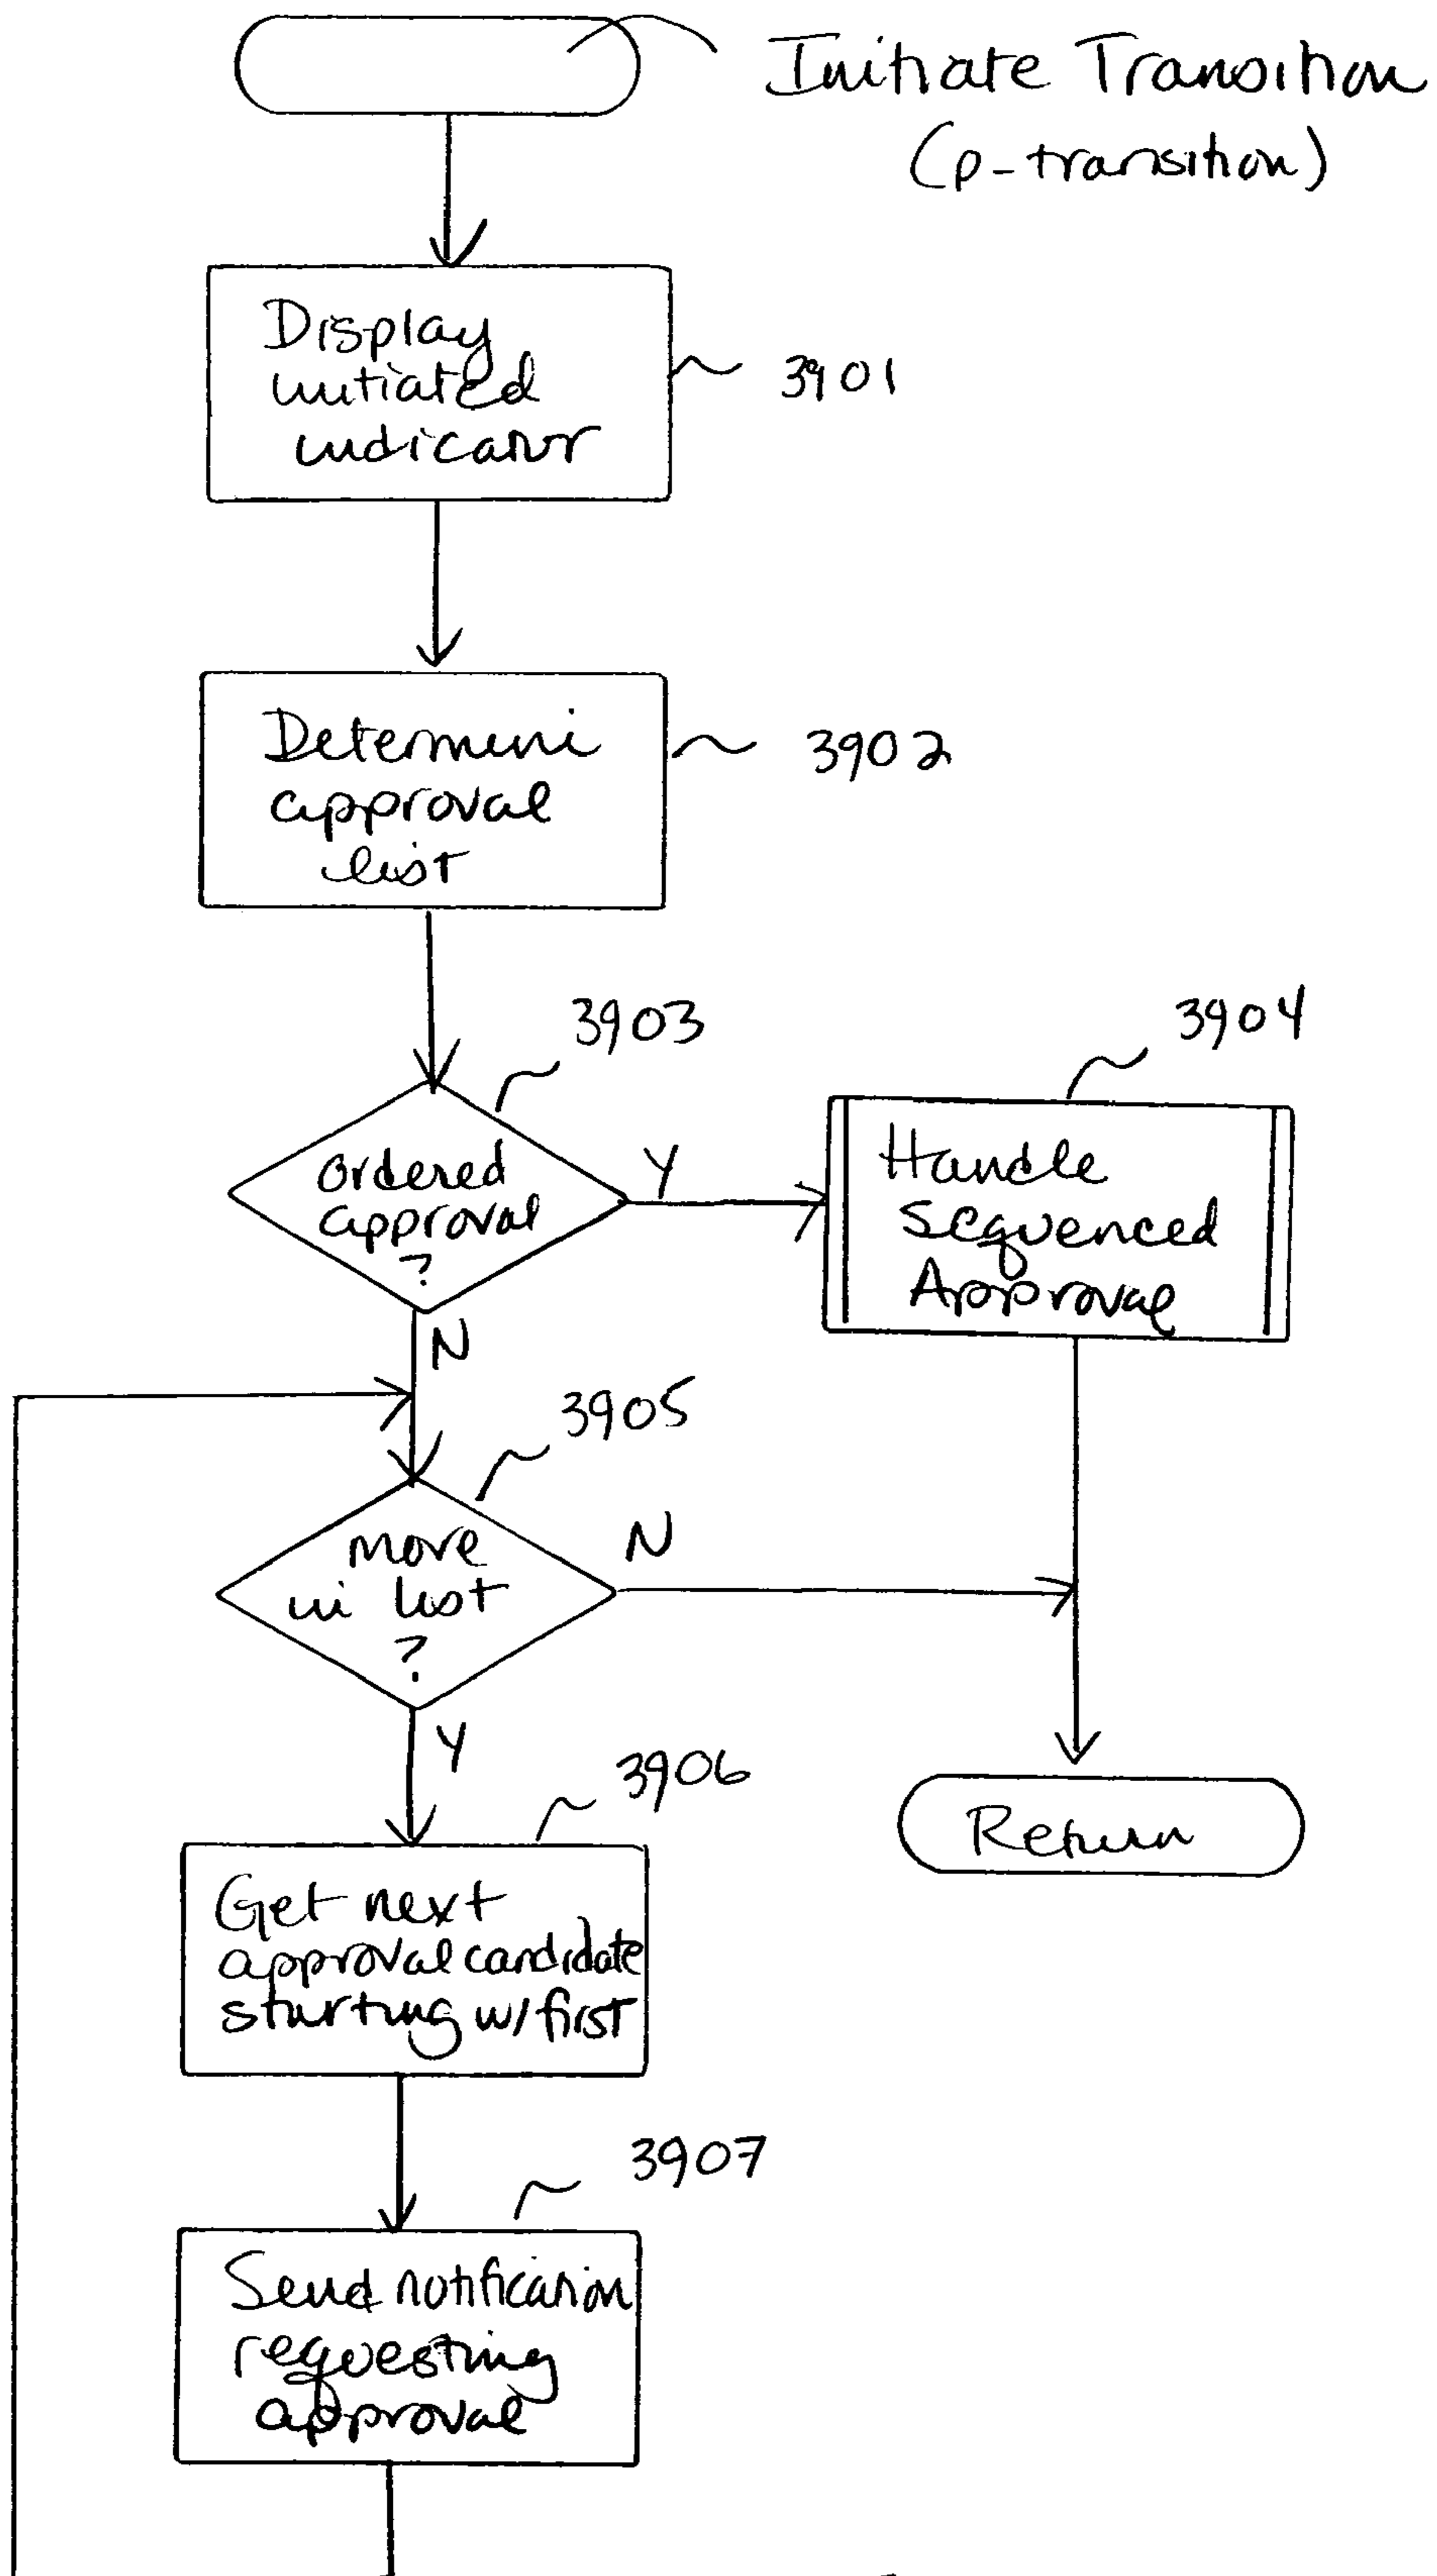 Initiate Transition
(p-transition)
Display
initiated
indicator
3901
Determine
approval
list
3902
3903
ordered
approval
?
Y
3904
Handle
Sequenced
Approval
N
3905
more
in list
?
N
Y
3906
Return
Get next
approval candidate
starting w/first
3907
Send notification
requesting
approval